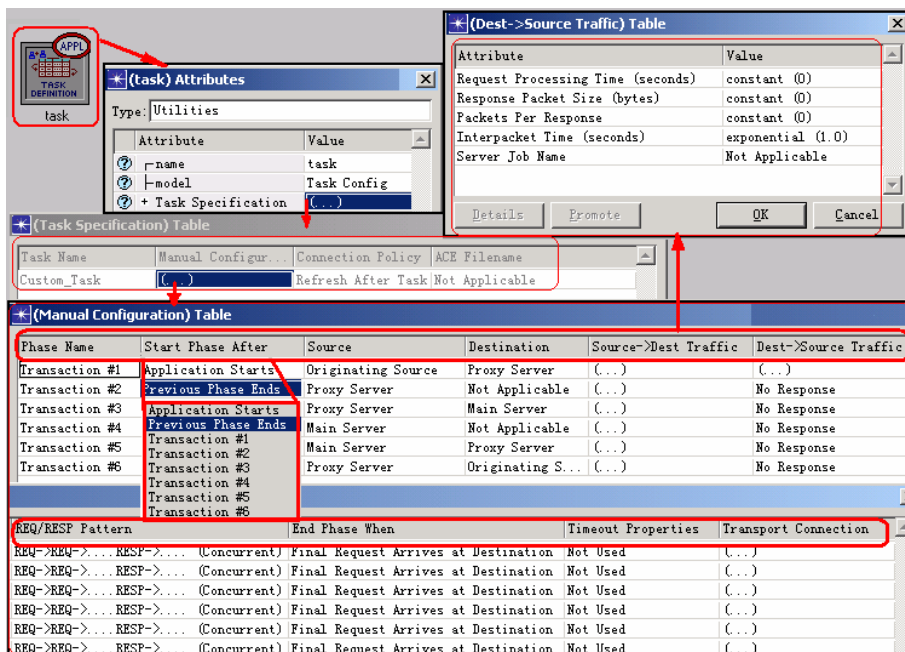 APPL
TASK
DEFINITION
task
(task) Attributes
Type: Utilities
Attribute Value
name task
model Task Config
+ Task Specification (...)
(Dest->Source Traffic) Table
Attribute Value
Request Processing Time (seconds) constant (0)
Response Packet Size (bytes) constant (0)
Packets Per Response constant (0)
Interpacket Time (seconds) exponential (1.0)
Server Job Name Not Applicable
Details Promote OK Cancel
(Task Specification) Table
Task Name Manual Configur... Connection Policy ACE Filename
Custom_Task (...) Refresh After Task Not Applicable
(Manual Configuration) Table
Phase Name Start Phase After Source Destination Source->Dest Traffic Dest->Source Traffic
Transaction #1 Application Starts Originating Source Proxy Server (...) (...)
Transaction #2 Previous Phase Ends Proxy Server Not Applicable (...) No Response
Transaction #3 Proxy Server Main Server (...) No Response
Transaction #4 Main Server Not Applicable (...) No Response
Transaction #5 Main Server Proxy Server (...) No Response
Transaction #6 Proxy Server Originating S... (...) No Response
Application Starts
Previous Phase Ends
Transaction #1
Transaction #2
Transaction #3
Transaction #4
Transaction #5
Transaction #6
REQ/RESP Pattern End Phase When Timeout Properties Transport Connection
REQ->REQ->....RESP->.... (Concurrent) Final Request Arrives at Destination Not Used (...)
REQ->REQ->....RESP->.... (Concurrent) Final Request Arrives at Destination Not Used (...)
REQ->REQ->....RESP->.... (Concurrent) Final Request Arrives at Destination Not Used (...)
REQ->REQ->....RESP->.... (Concurrent) Final Request Arrives at Destination Not Used (...)
REQ->REQ->....RESP->.... (Concurrent) Final Request Arrives at Destination Not Used (...)
REQ->REQ->....RESP->.... (Concurrent) Final Request Arrives at Destination Not Used (...)